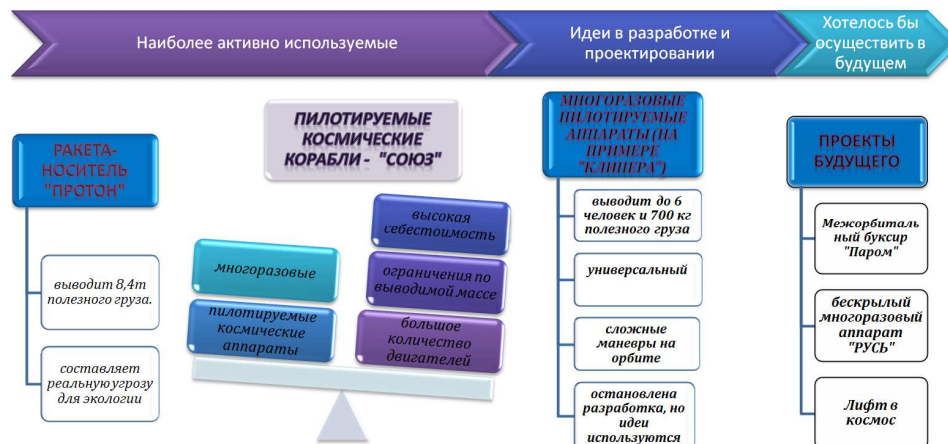 Наиболее активно используемые
Идеи в разработке и
проектировании
Хотелось бы
осуществить в
будущем
РАКЕТА-
НОСИТЕЛЬ
"ПРОТОН"
выводит 8,4т
полезного груза.
составляет
реальную угрозу
для экологии
ПИЛОТИРУЕМЫЕ
КОСМИЧЕСКИЕ
КОРАБЛИ - "СОЮЗ"
многоразовые
пилотируемые
космические
аппараты
высокая
себестоимость
ограничения по
выводимой массе
большое
количество
двигателей
МНОГОРАЗОВЫЕ
ПИЛОТИРУЕМЫЕ
АППАРАТЫ (НА
ПРИМЕРЕ
"КЛИПЕРА")
выводит до 6
человек и 700 кг
полезного груза
универсальный
сложные
маневры на
орбите
остановлена
разработка, но
идеи
используются
ПРОЕКТЫ
БУДУЩЕГО
Межорбиталь
ный буксир
"Паром"
бескрылый
многоразовый
аппарат
"РУСЬ"
Лифт в
космос